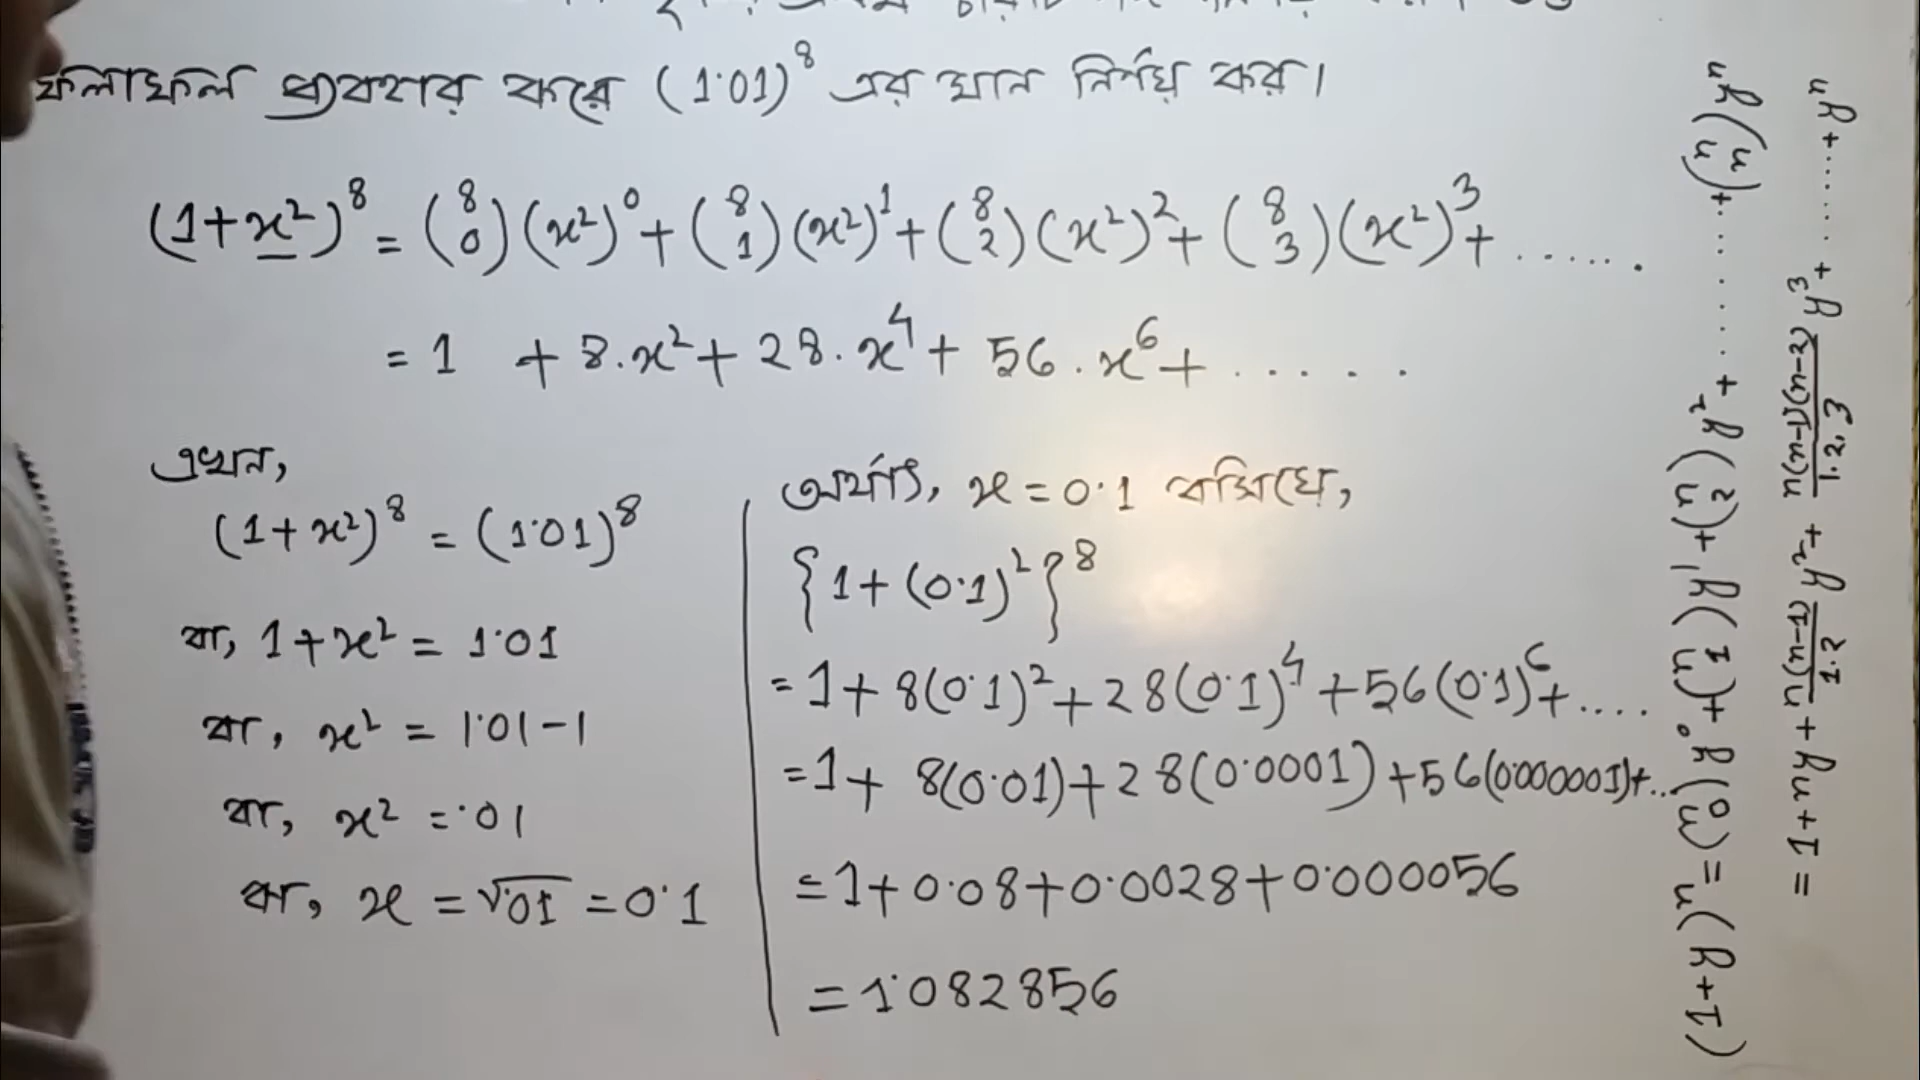 ফলাফল ব্যবহার করে (1·01)⁸ এর মান নির্ণয় কর।
(1+x²)⁸ = (8 0)(x²)⁰ + (8 1)(x²)¹ + (8 2)(x²)² + (8 3)(x²)³ + ......
= 1 + 8.x² + 28.x⁴ + 56.x⁶ + .....
এখন,
(1+x²)⁸ = (1·01)⁸
বা, 1+x² = 1·01
বা, x² = 1·01-1
বা, x² = ·01
বা, x = √·01 = 0·1
অর্থাৎ, x = 0·1 বসিয়ে,
{1+(0·1)²}⁸
= 1+8(0·1)²+28(0·1)⁴+56(0·1)⁶+....
= 1+ 8(0·01)+28(0·0001)+56(0·000001)+...
= 1+0·08+0·0028+0·000056
= 1·082856
(1+y)ⁿ = (n 0)y⁰+(n 1)y¹+(n 2)y²+.........+(n n)yⁿ
= 1+ny+n(n-1)/1.2 y²+n(n-1)(n-2)/1.2.3 y³+......+yⁿ